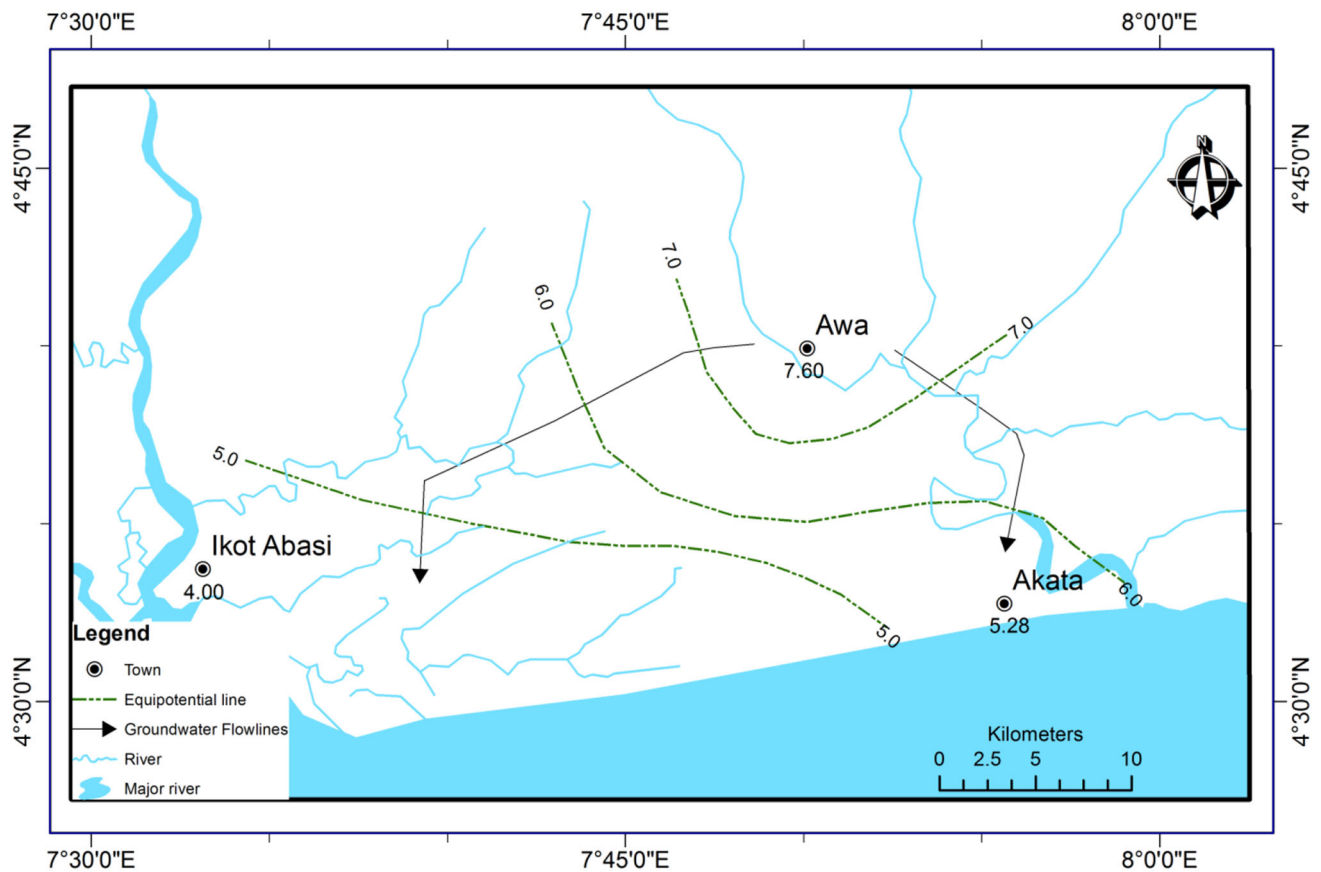 7°30'0"E 7°45'0"E 8°0'0"E
4°45'0"N 4°45'0"N
N
7.0
6.0
Awa
7.0
7.60
5.0
Ikot Abasi
4.00
Akata
6.0
5.28
5.0
Legend
Town
Equipotential line
Groundwater Flowlines
River
Major river
4°30'0"N 4°30'0"N
Kilometers
0 2.5 5 10
7°30'0"E 7°45'0"E 8°0'0"E